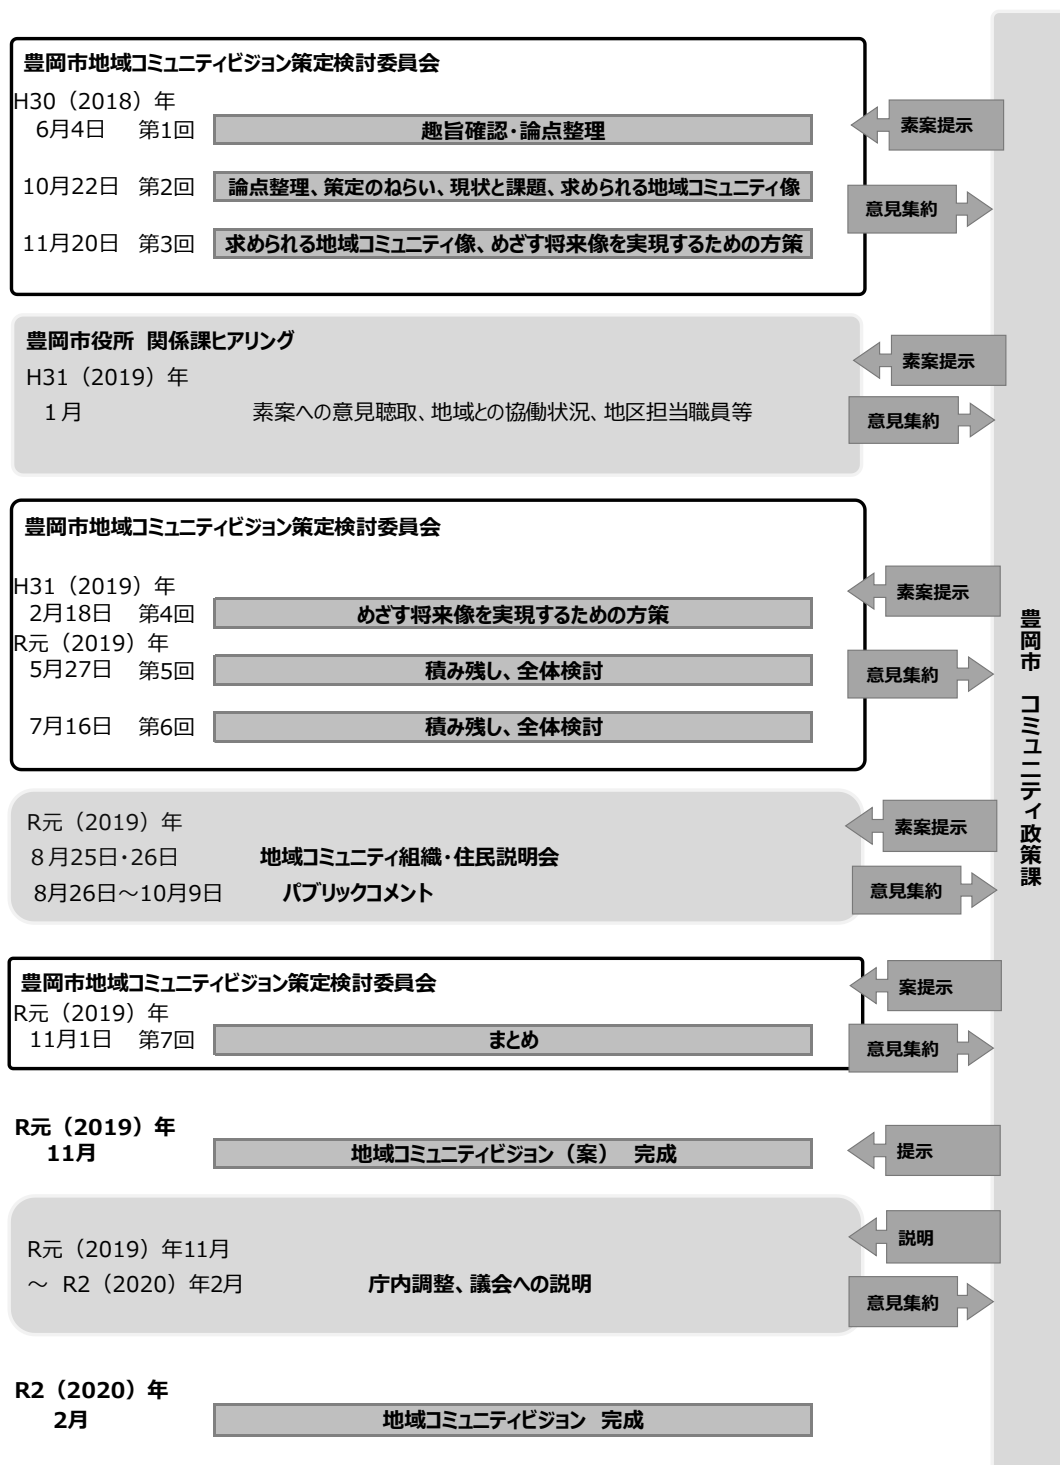 豊岡市地域コミュニティビジョン策定検討委員会
H30（2018）年
6月4日 第1回 趣旨確認・論点整理
素案提示
10月22日 第2回 論点整理、策定のねらい、現状と課題、求められる地域コミュニティ像
意見集約
11月20日 第3回 求められる地域コミュニティ像、めざす将来像を実現するための方策
豊岡市役所 関係課ヒアリング
素案提示
H31（2019）年
１月 素案への意見聴取、地域との協働状況、地区担当職員等
意見集約
豊岡市地域コミュニティビジョン策定検討委員会
H31（2019）年
素案提示
2月18日 第4回 めざす将来像を実現するための方策
R元（2019）年
5月27日 第5回 積み残し、全体検討
意見集約
7月16日 第6回 積み残し、全体検討
豊岡市 コミュニティ政策課
R元（2019）年
素案提示
８月25日・26日 地域コミュニティ組織・住民説明会
8月26日～10月9日 パブリックコメント
意見集約
豊岡市地域コミュニティビジョン策定検討委員会
案提示
R元（2019）年
11月1日 第7回 まとめ
意見集約
R元（2019）年
11月 地域コミュニティビジョン（案） 完成
提示
説明
R元（2019）年11月
～ R2（2020）年2月 庁内調整、議会への説明
意見集約
R2（2020）年
2月 地域コミュニティビジョン 完成